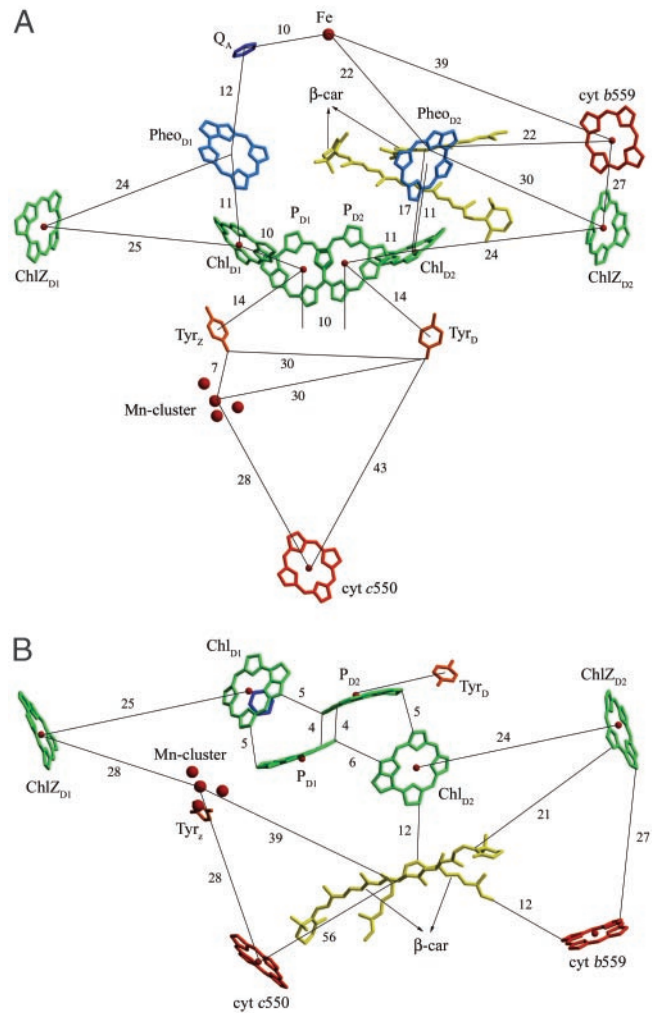 A
Fe
10
Q_A
39
22
12
β-car
cyt b559
Pheo_D1
Pheo_D2
22
24
30
27
11
17
11
P_D1
P_D2
10
11
25
24
ChlZ_D1
Chl_D1
Chl_D2
ChlZ_D2
14
10
14
Tyr_Z
Tyr_D
7
30
30
Mn-cluster
28
43
cyt c550
B
Chl_D1
P_D2
Tyr_D
ChlZ_D2
25
5
5
5
4
4
24
Mn-cluster
6
ChlZ_D1
28
P_D1
Chl_D2
Tyr_z
12
21
39
27
28
12
56
β-car
cyt b559
cyt c550